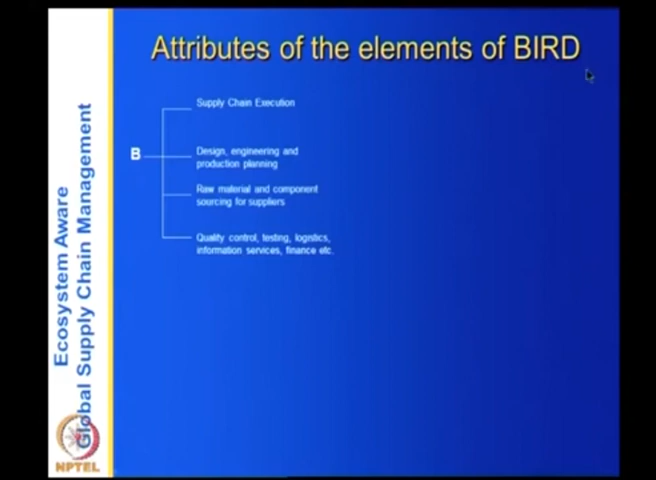 Attributes of the elements of BIRD
Supply Chain Execution
B
Design, engineering and
production planning
Raw material and component
sourcing for suppliers
Quality control, testing, logistics,
information services, finance etc.
Ecosystem Aware
Global Supply Chain Management
NPTEL